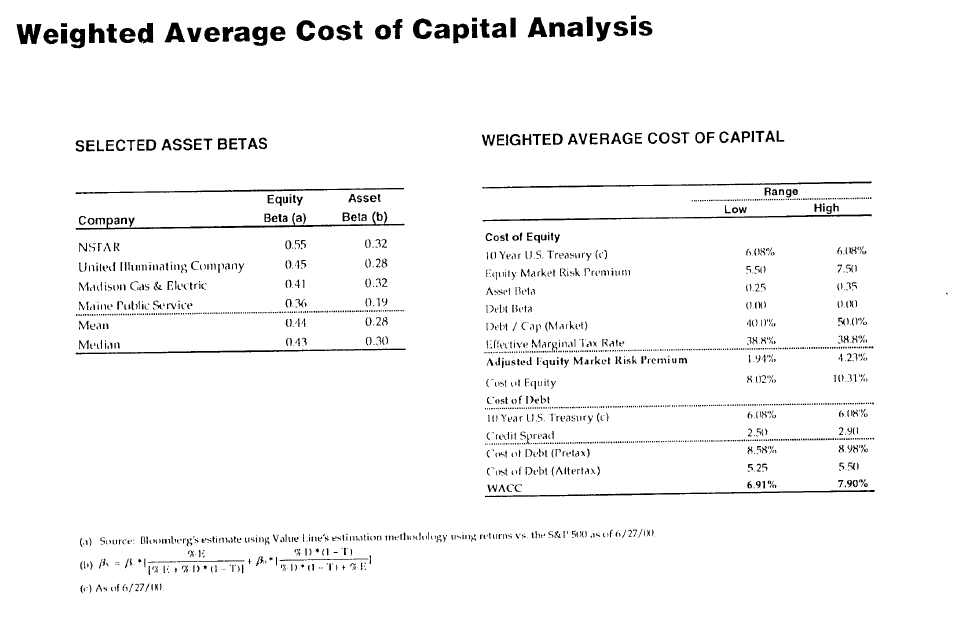 Weighted Average Cost of Capital Analysis
SELECTED ASSET BETAS
Equity Asset
Company Beta (a) Beta (b)
NSTAR 0.55 0.32
United Illuminating Company 0.45 0.28
Madison Gas & Electric 0.41 0.32
Maine Public Service 0.36 0.19
Mean 0.44 0.28
Median 0.43 0.30
WEIGHTED AVERAGE COST OF CAPITAL
Range
Low High
Cost of Equity
10 Year U.S. Treasury (c) 6.08% 6.08%
Equity Market Risk Premium 5.50 7.50
Asset Beta 0.25 0.35
Debt Beta 0.00 0.00
Debt / Cap (Market) 40.0% 50.0%
Effective Marginal Tax Rate 38.8% 38.8%
Adjusted Equity Market Risk Premium 1.94% 4.23%
Cost of Equity 8.02% 10.31%
Cost of Debt
10 Year U.S. Treasury (c) 6.08% 6.08%
Credit Spread 2.50 2.90
Cost of Debt (Pretax) 8.58% 8.98%
Cost of Debt (Aftertax) 5.25 5.50
WACC 6.91% 7.90%
(a) Source: Bloomberg's estimate using Value Line's estimation methodology using returns vs. the S&P 500 as of 6/27/00
% E % D * (1 – T)
(b) = * [ + * [ ]
[% E + % D * (1 – T)] % D * (1 – T) + % E
(c) As of 6/27/00.